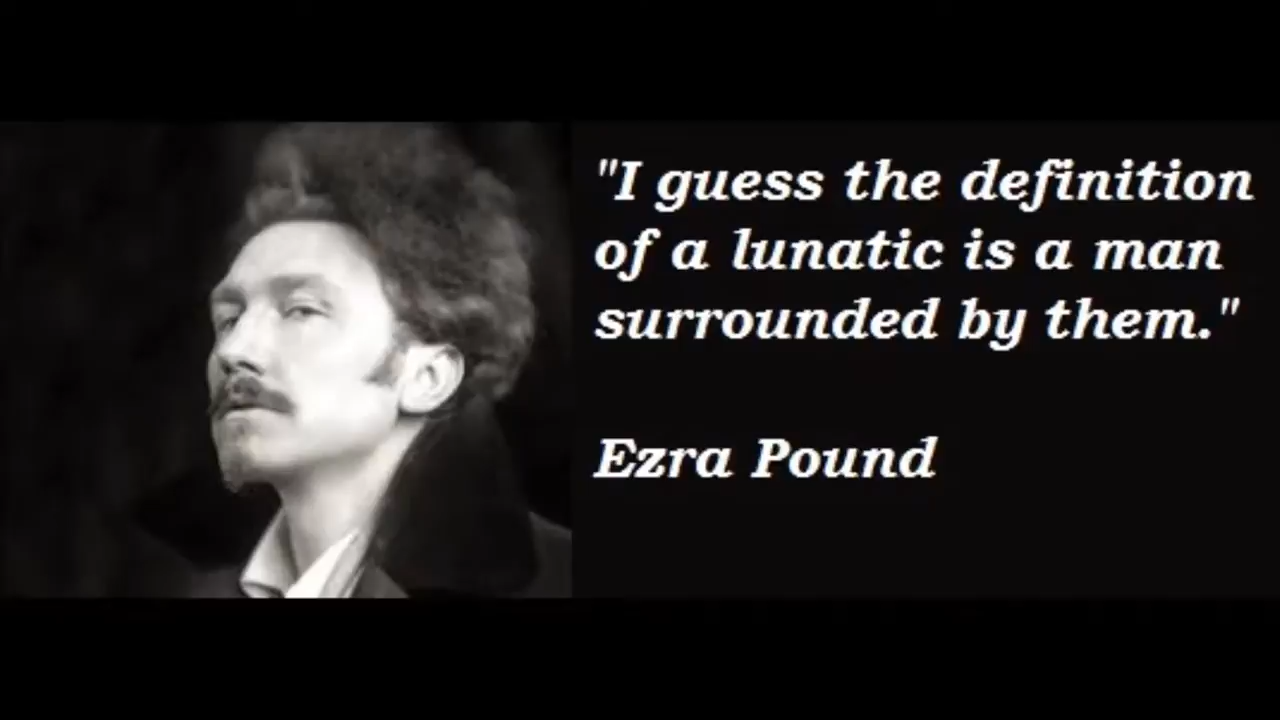 "I guess the definition
of a lunatic is a man
surrounded by them."
Ezra Pound